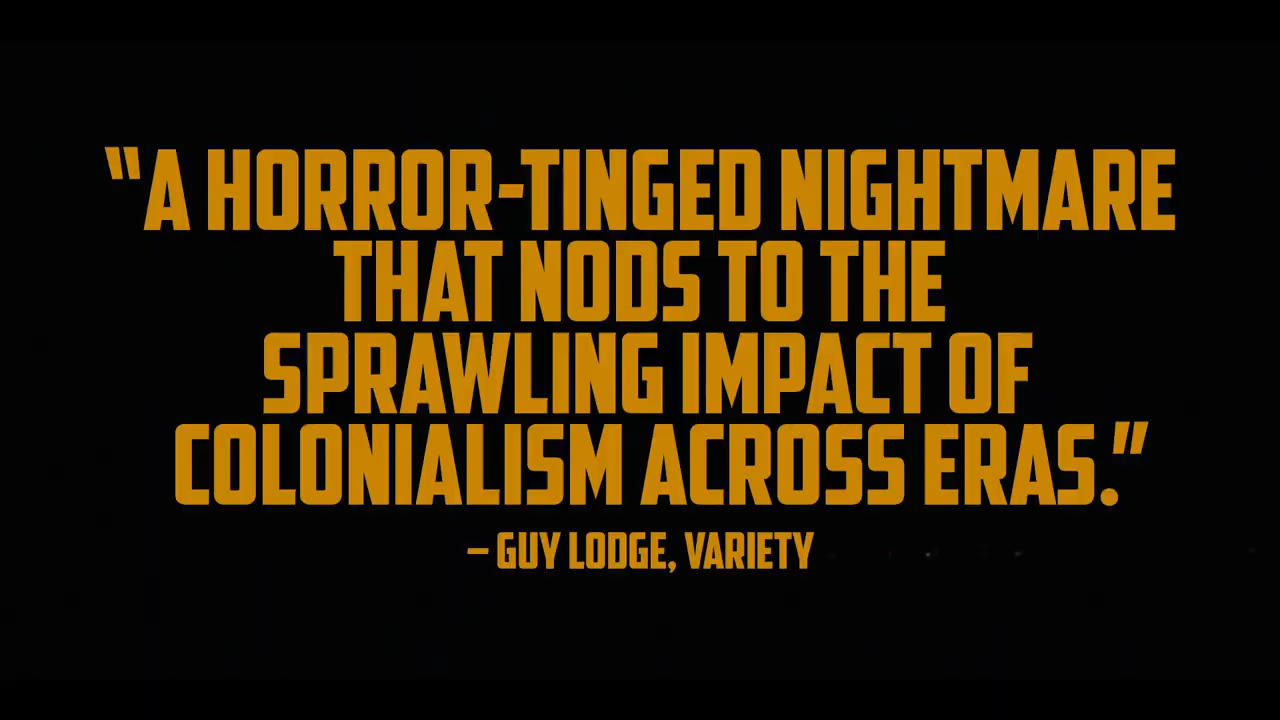 “A HORROR-TINGED NIGHTMARE
THAT NODS TO THE
SPRAWLING IMPACT OF
COLONIALISM ACROSS ERAS.”
– GUY LODGE, VARIETY